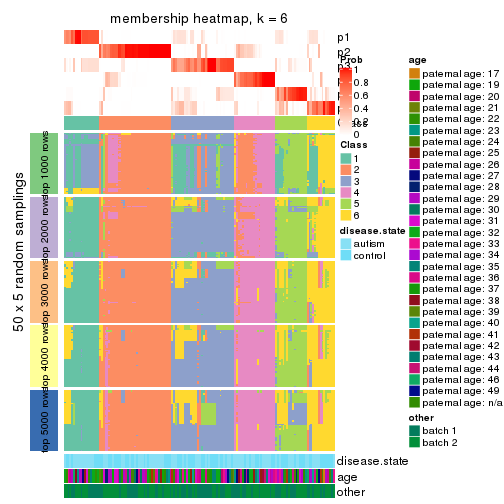 membership heatmap, k = 6
p1
p2
Prob
1
0.8
0.6
0.4
0.2
0
Class
1
2
3
4
5
6
disease.state
autism
control
age
paternal age: 17
paternal age: 19
paternal age: 20
paternal age: 21
paternal age: 22
paternal age: 23
paternal age: 24
paternal age: 25
paternal age: 26
paternal age: 27
paternal age: 28
paternal age: 29
paternal age: 30
paternal age: 31
paternal age: 32
paternal age: 33
paternal age: 34
paternal age: 35
paternal age: 36
paternal age: 37
paternal age: 38
paternal age: 39
paternal age: 40
paternal age: 41
paternal age: 42
paternal age: 43
paternal age: 44
paternal age: 46
paternal age: 49
paternal age: n/a
other
batch 1
batch 2
50 x 5 random samplings
top 1000 rows
top 2000 rows
top 3000 rows
top 4000 rows
top 5000 rows
disease.state
age
other